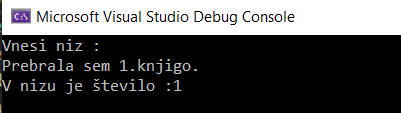 Microsoft Visual Studio Debug Console
Vnesi niz :
Prebrala sem 1.knjigo.
V nizu je število :1